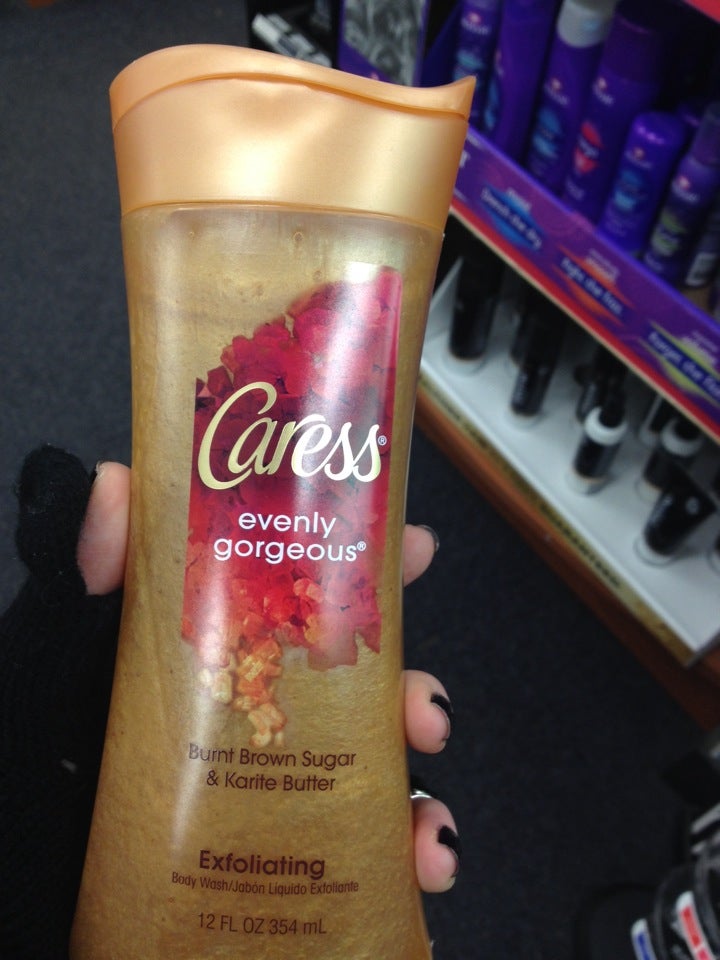 Caress®
evenly
gorgeous®
Burnt Brown Sugar
& Karite Butter
Exfoliating
Body Wash/Jabón Líquido Exfoliante
12 FL OZ 354 mL